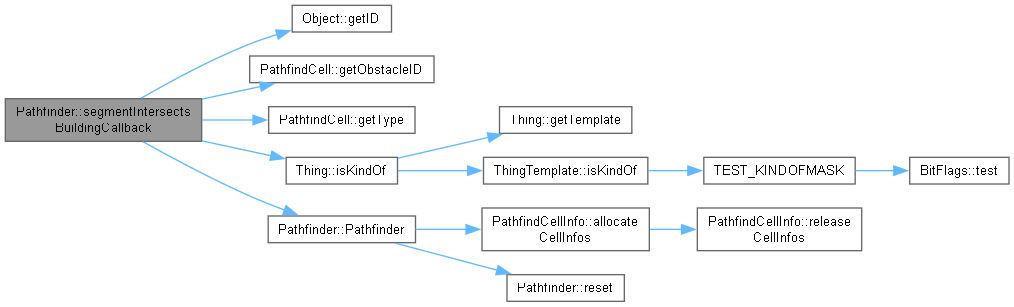 Object::getID
PathfindCell::getObstacleID
Pathfinder::segmentIntersects
BuildingCallback
PathfindCell::getType
Thing::getTemplate
Thing::isKindOf
ThingTemplate::isKindOf
TEST_KINDOFMASK
BitFlags::test
Pathfinder::Pathfinder
PathfindCellInfo::allocate
CellInfos
PathfindCellInfo::release
CellInfos
Pathfinder::reset